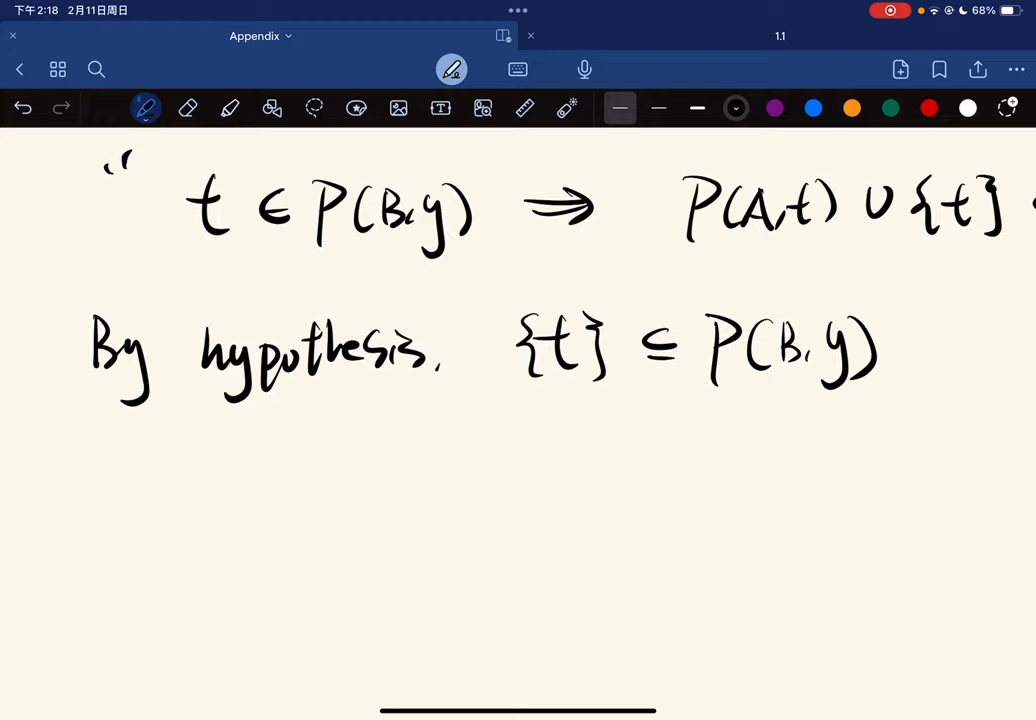 下午2:18 2月11日周日 68%
Appendix 1.1
t ∈ P(B,y) ⇒ P(A,t) ∪ {t}
By hypothesis. {t} ⊆ P(B,y)